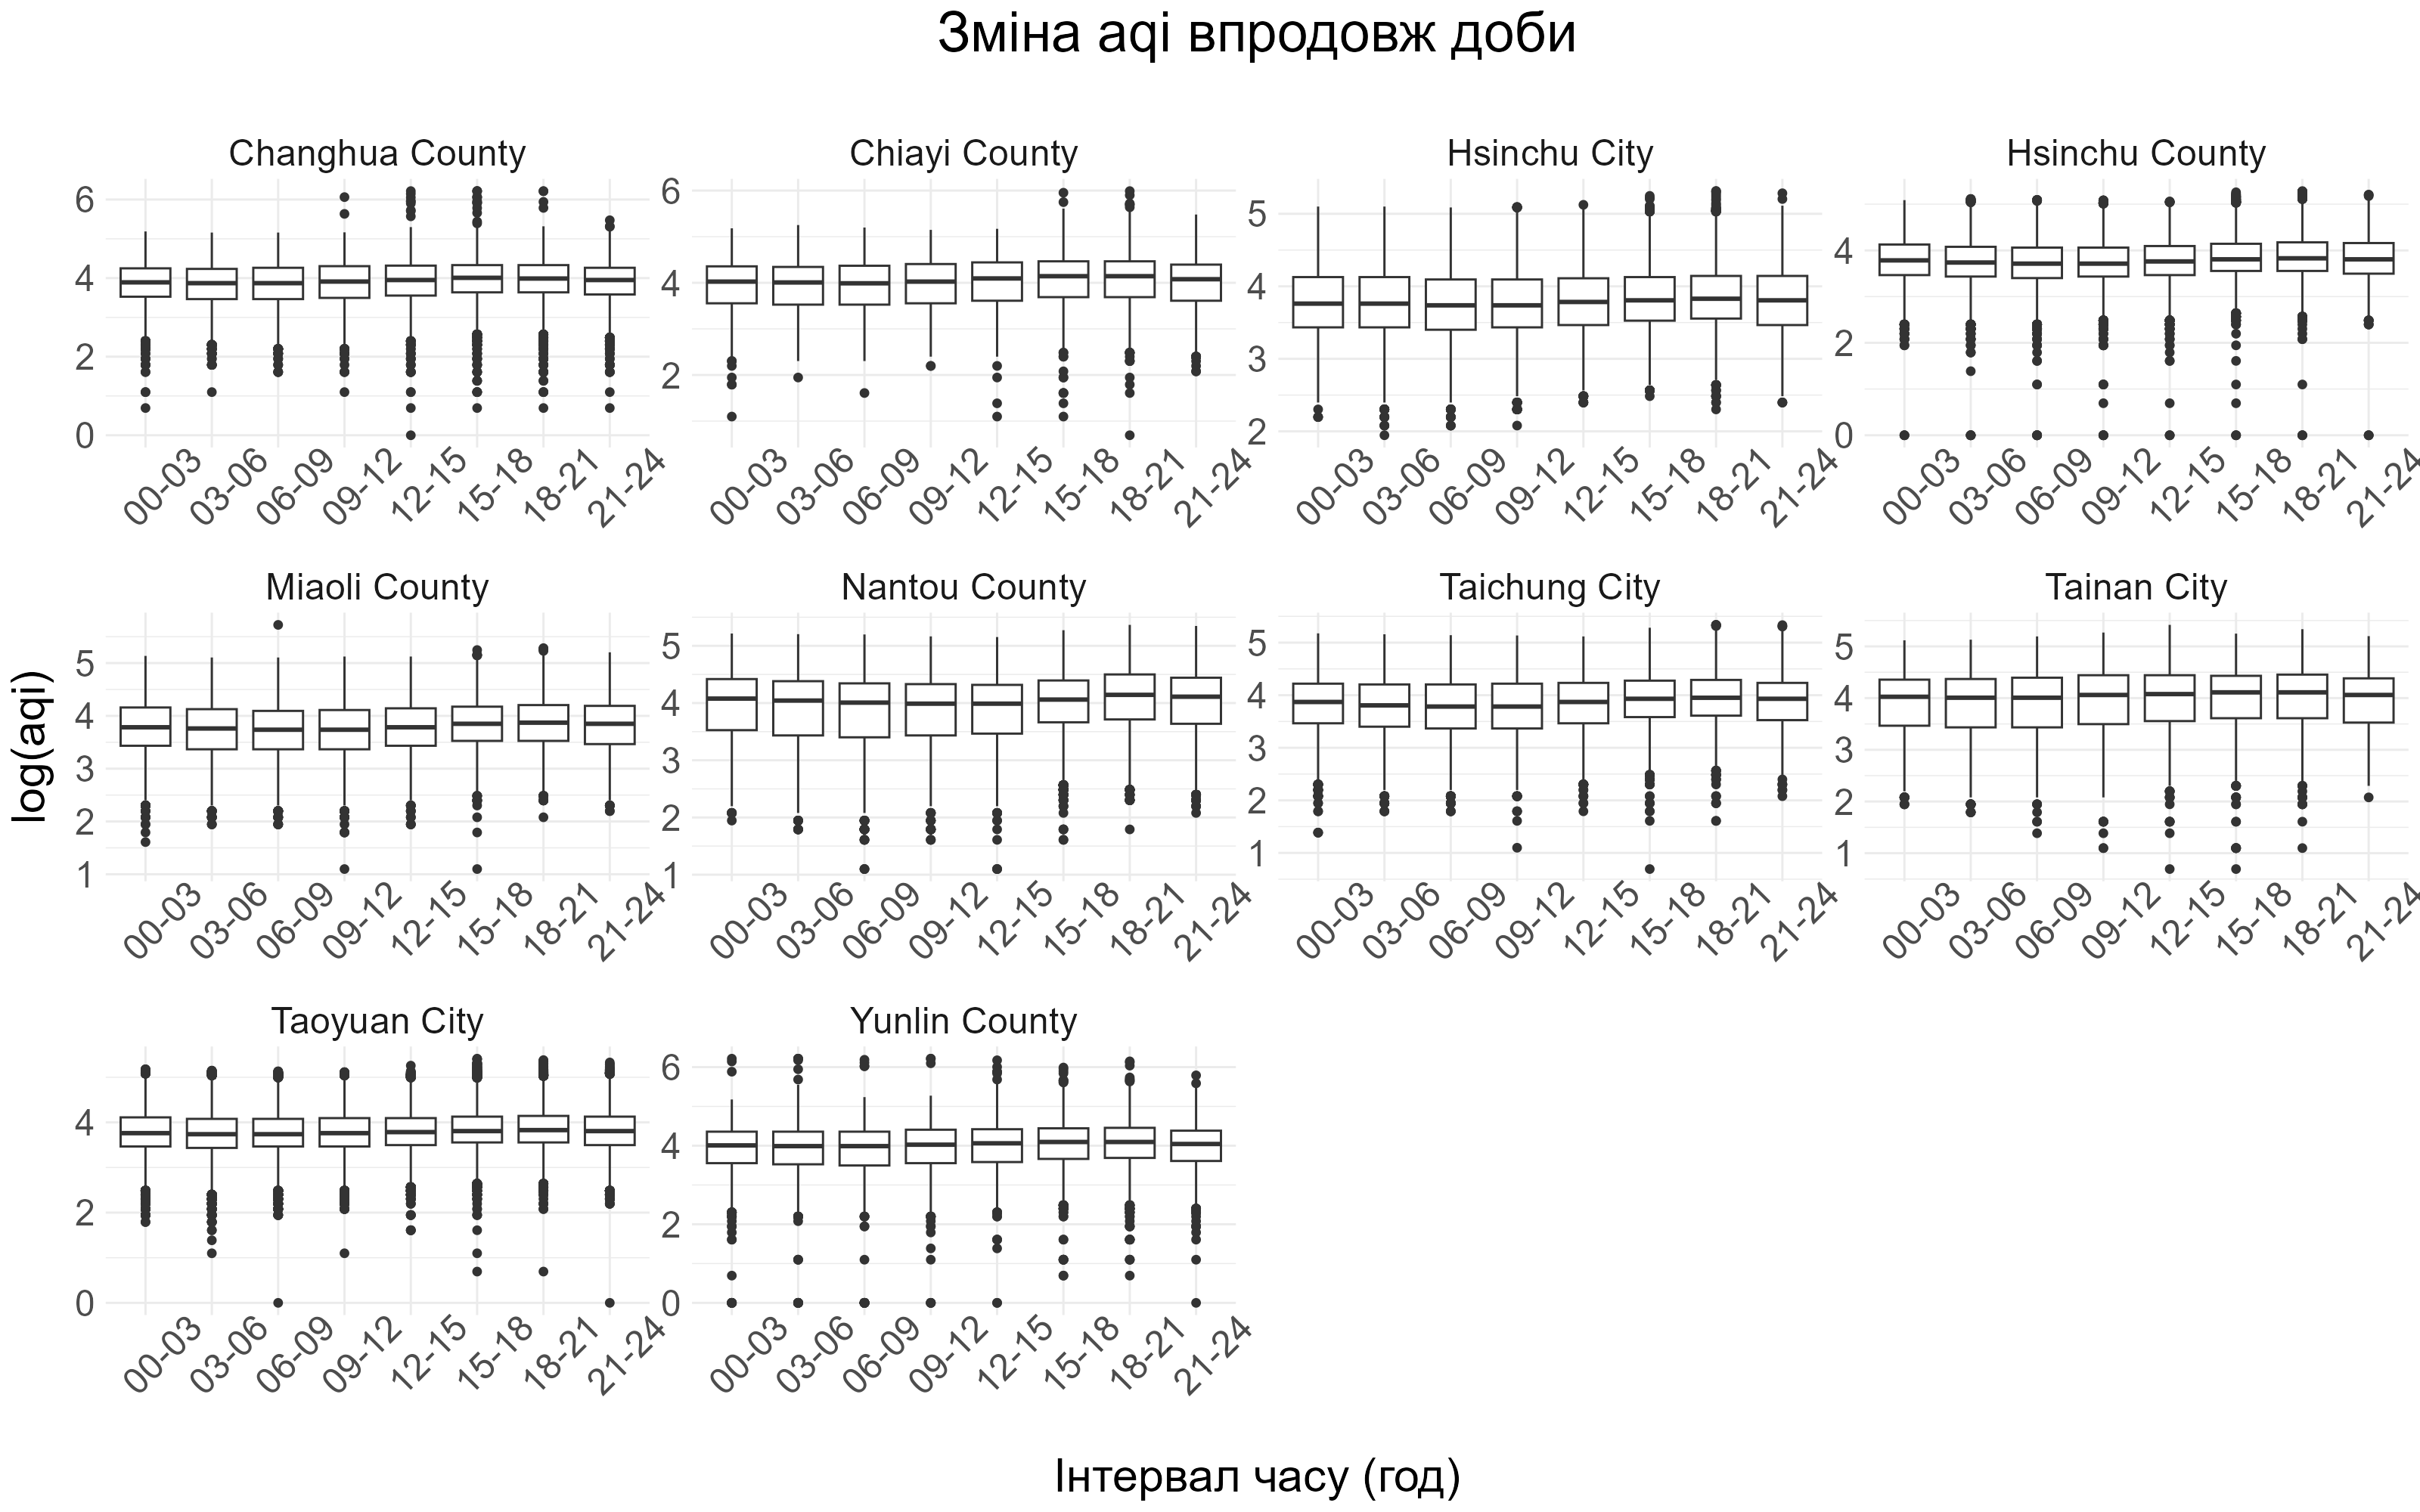 Зміна aqi впродовж доби
Changhua County
Chiayi County
Hsinchu City
Hsinchu County
6
4
2
0
6
4
2
5
4
3
2
4
2
0
00-03 03-06 06-09 09-12 12-15 15-18 18-21 21-24
00-03 03-06 06-09 09-12 12-15 15-18 18-21 21-24
00-03 03-06 06-09 09-12 12-15 15-18 18-21 21-24
00-03 03-06 06-09 09-12 12-15 15-18 18-21 21-24
log(aqi)
Miaoli County
Nantou County
Taichung City
Tainan City
5
4
3
2
1
5
4
3
2
1
5
4
3
2
1
5
4
3
2
1
00-03 03-06 06-09 09-12 12-15 15-18 18-21 21-24
00-03 03-06 06-09 09-12 12-15 15-18 18-21 21-24
00-03 03-06 06-09 09-12 12-15 15-18 18-21 21-24
00-03 03-06 06-09 09-12 12-15 15-18 18-21 21-24
Taoyuan City
Yunlin County
4
2
0
6
4
2
0
00-03 03-06 06-09 09-12 12-15 15-18 18-21 21-24
00-03 03-06 06-09 09-12 12-15 15-18 18-21 21-24
Інтервал часу (год)